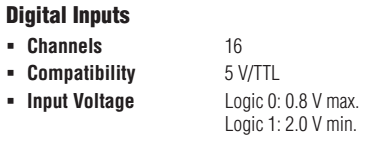 Digital Inputs
▪ Channels 16
▪ Compatibility 5 V/TTL
▪ Input Voltage Logic 0: 0.8 V max.
Logic 1: 2.0 V min.